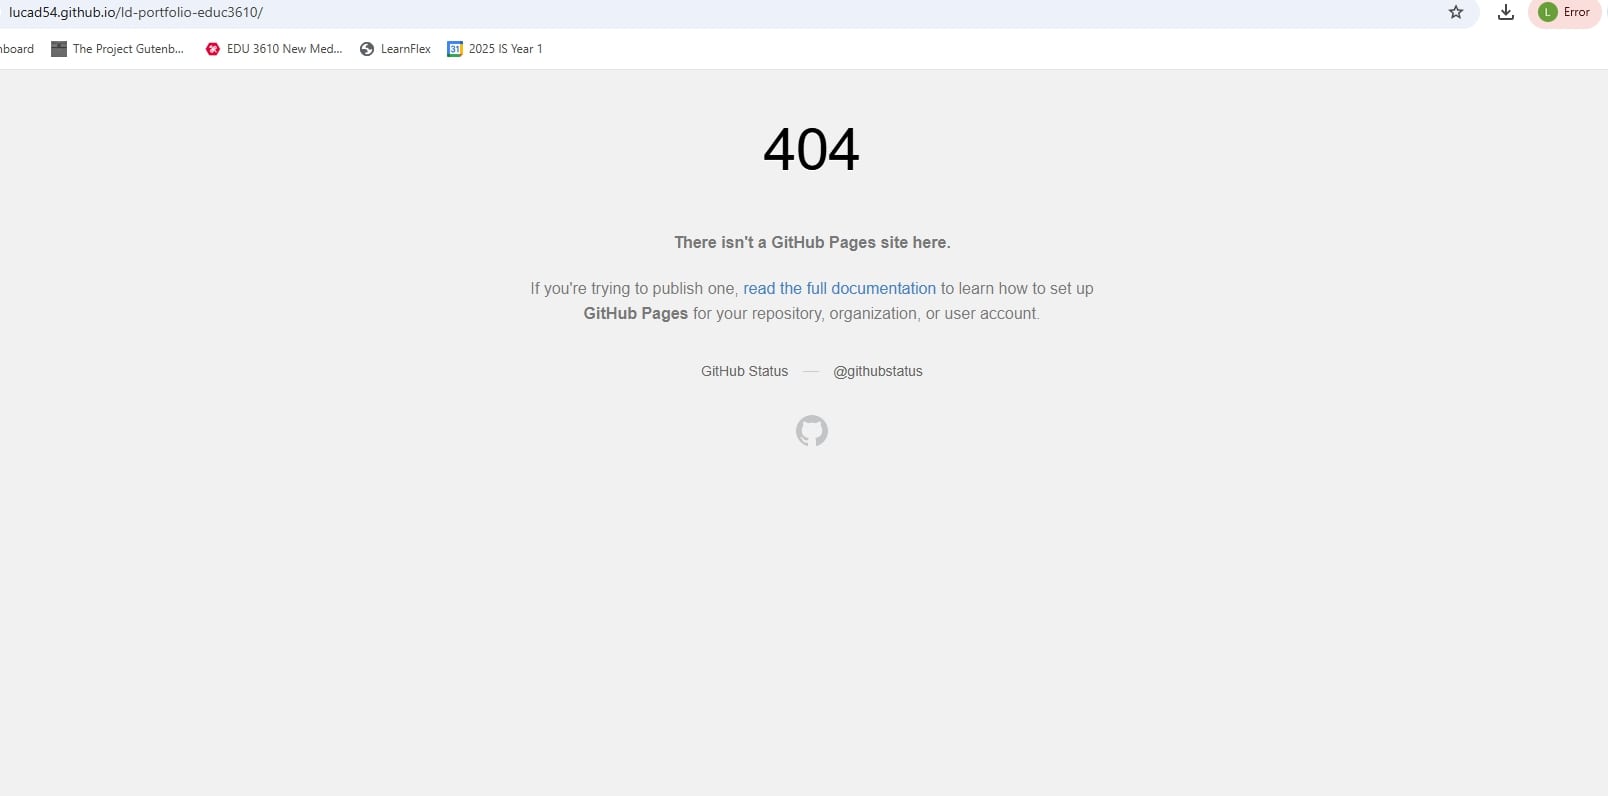 lucad54.github.io/ld-portfolio-educ3610/
L Error
nboard The Project Gutenb... EDU 3610 New Med... LearnFlex 31 2025 IS Year 1
404
There isn't a GitHub Pages site here.
If you're trying to publish one, read the full documentation to learn how to set up
GitHub Pages for your repository, organization, or user account.
GitHub Status — @githubstatus